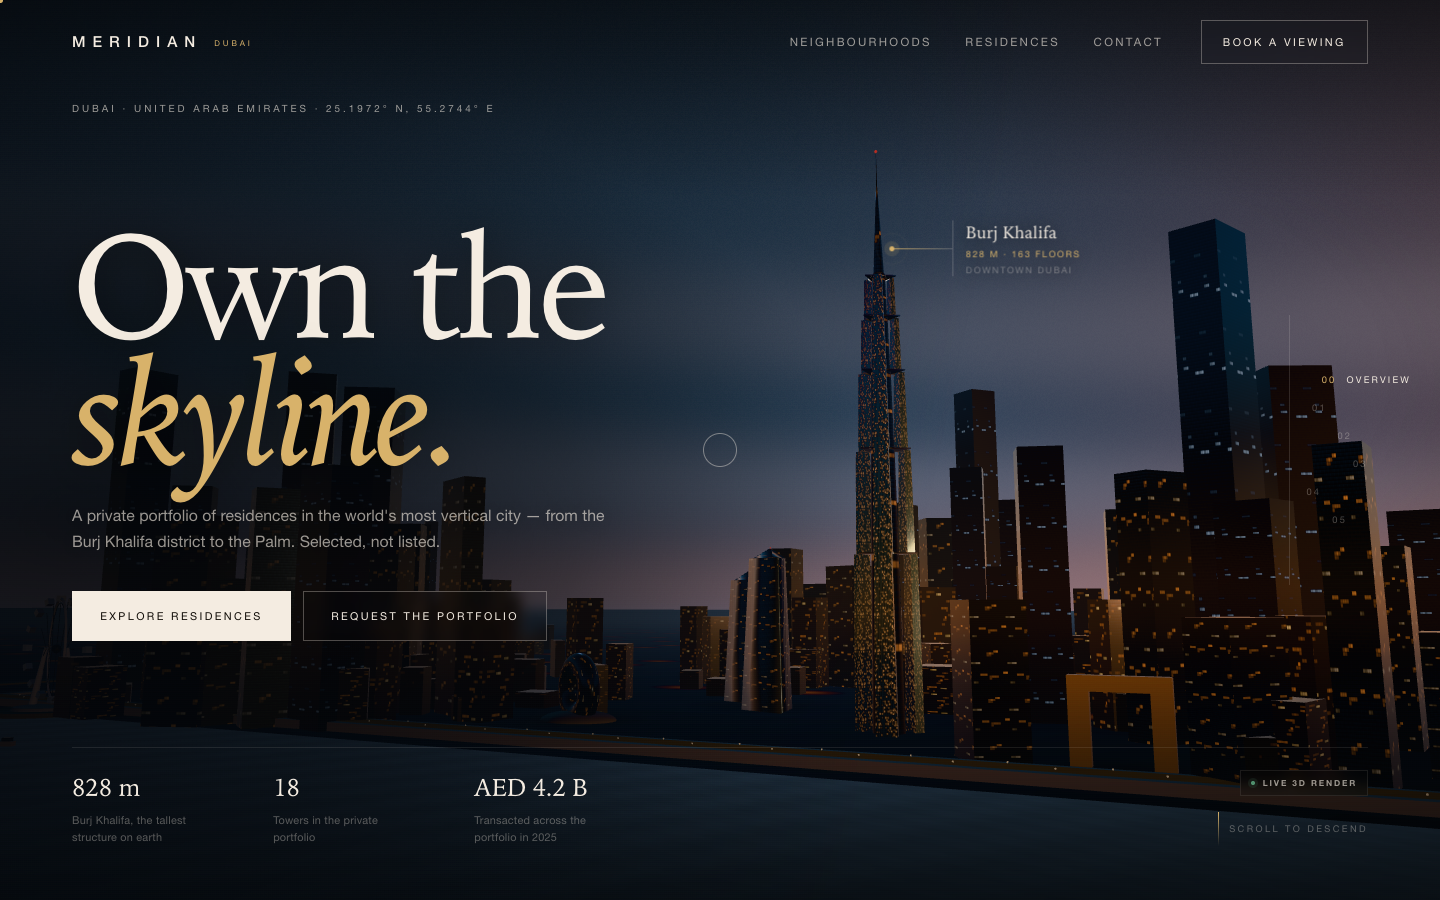 MERIDIAN DUBAI
NEIGHBOURHOODS RESIDENCES CONTACT BOOK A VIEWING
DUBAI · UNITED ARAB EMIRATES · 25.1972° N, 55.2744° E
Own the
skyline.
Burj Khalifa
828 M · 163 FLOORS
DOWNTOWN DUBAI
00 OVERVIEW
01
02
03
04
05
A private portfolio of residences in the world's most vertical city — from the
Burj Khalifa district to the Palm. Selected, not listed.
EXPLORE RESIDENCES REQUEST THE PORTFOLIO
828 m
Burj Khalifa, the tallest
structure on earth
18
Towers in the private
portfolio
AED 4.2 B
Transacted across the
portfolio in 2025
LIVE 3D RENDER
SCROLL TO DESCEND